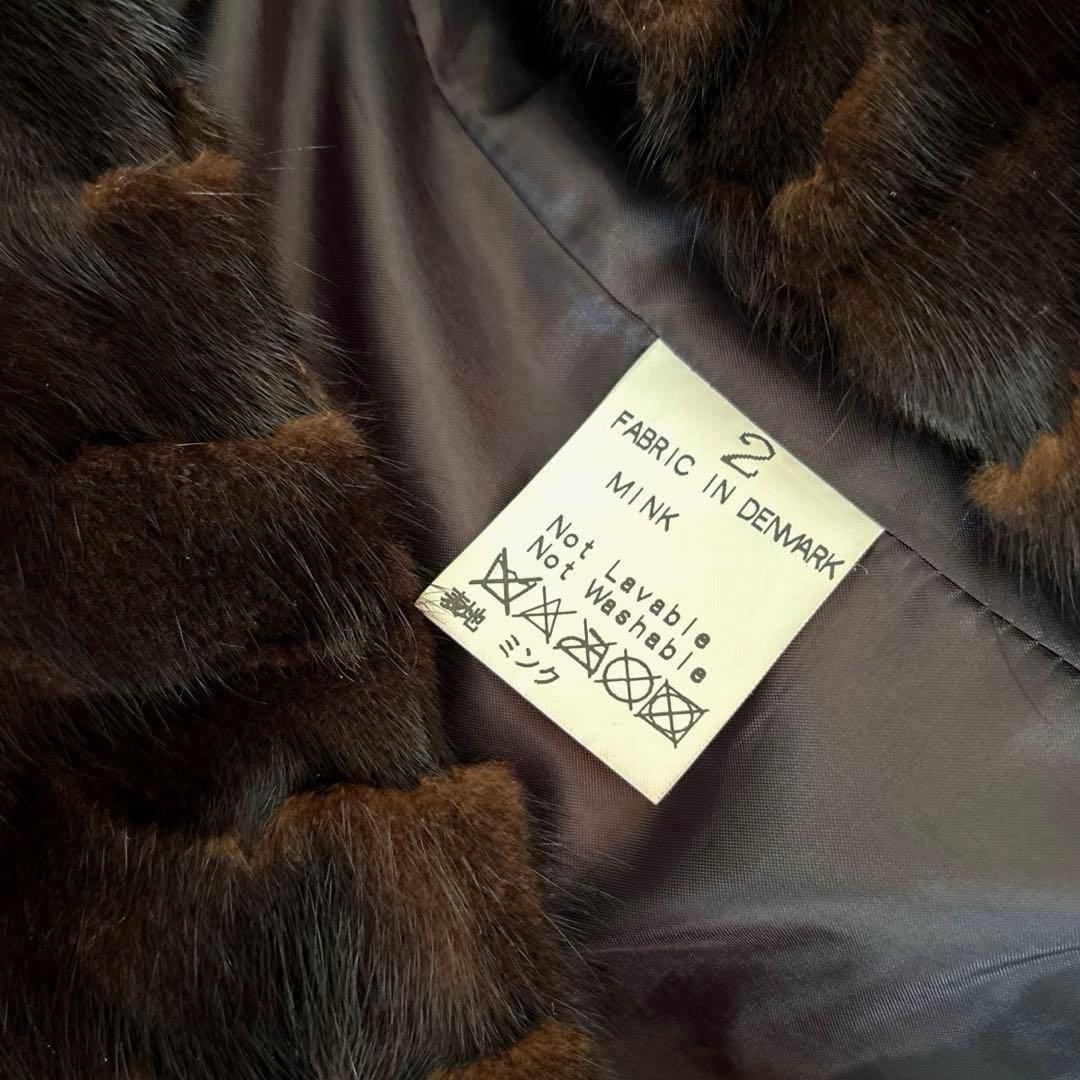 2
FABRIC IN DENMARK
MINK
Not Lavable
Not Washable
表地 ミンク